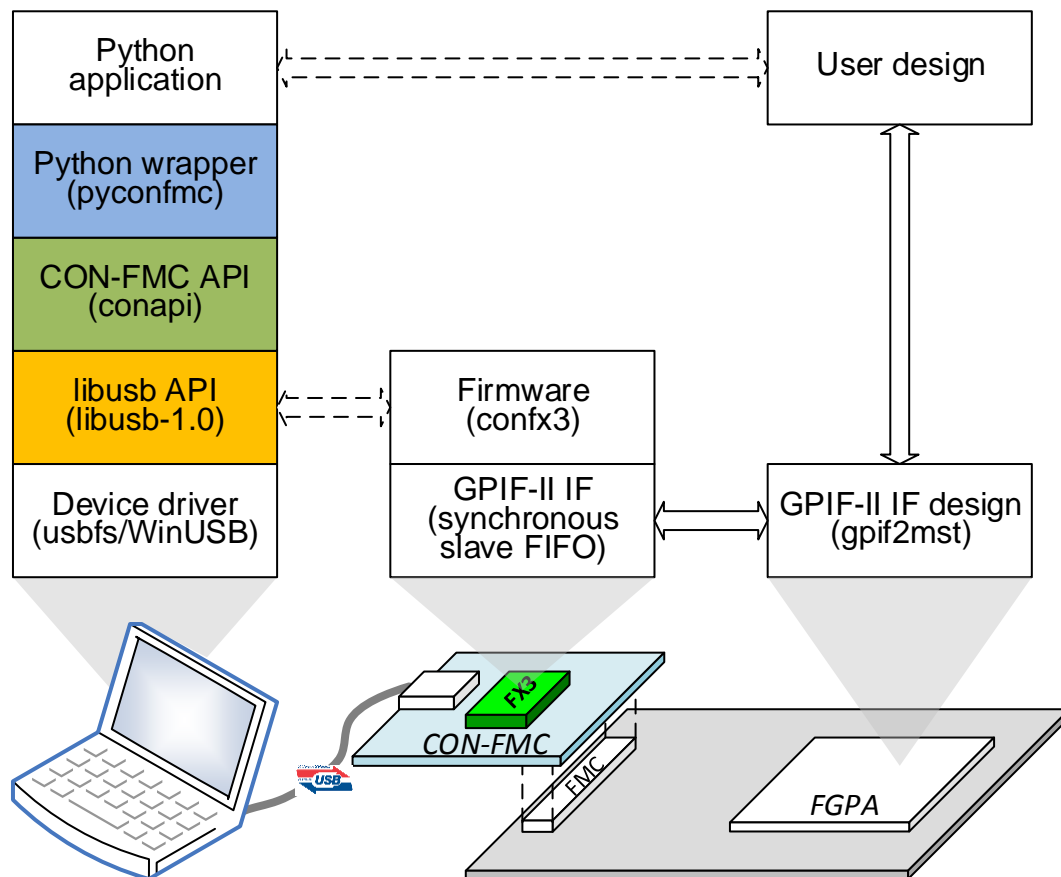 Python
application
User design
Python wrapper
(pyconfmc)
CON-FMC API
(conapi)
libusb API
(libusb-1.0)
Firmware
(confx3)
Device driver
(usbfs/WinUSB)
GPIF-II IF
(synchronous
slave FIFO)
GPIF-II IF design
(gpif2mst)
FX3
CON-FMC
USB
FMC
FGPA